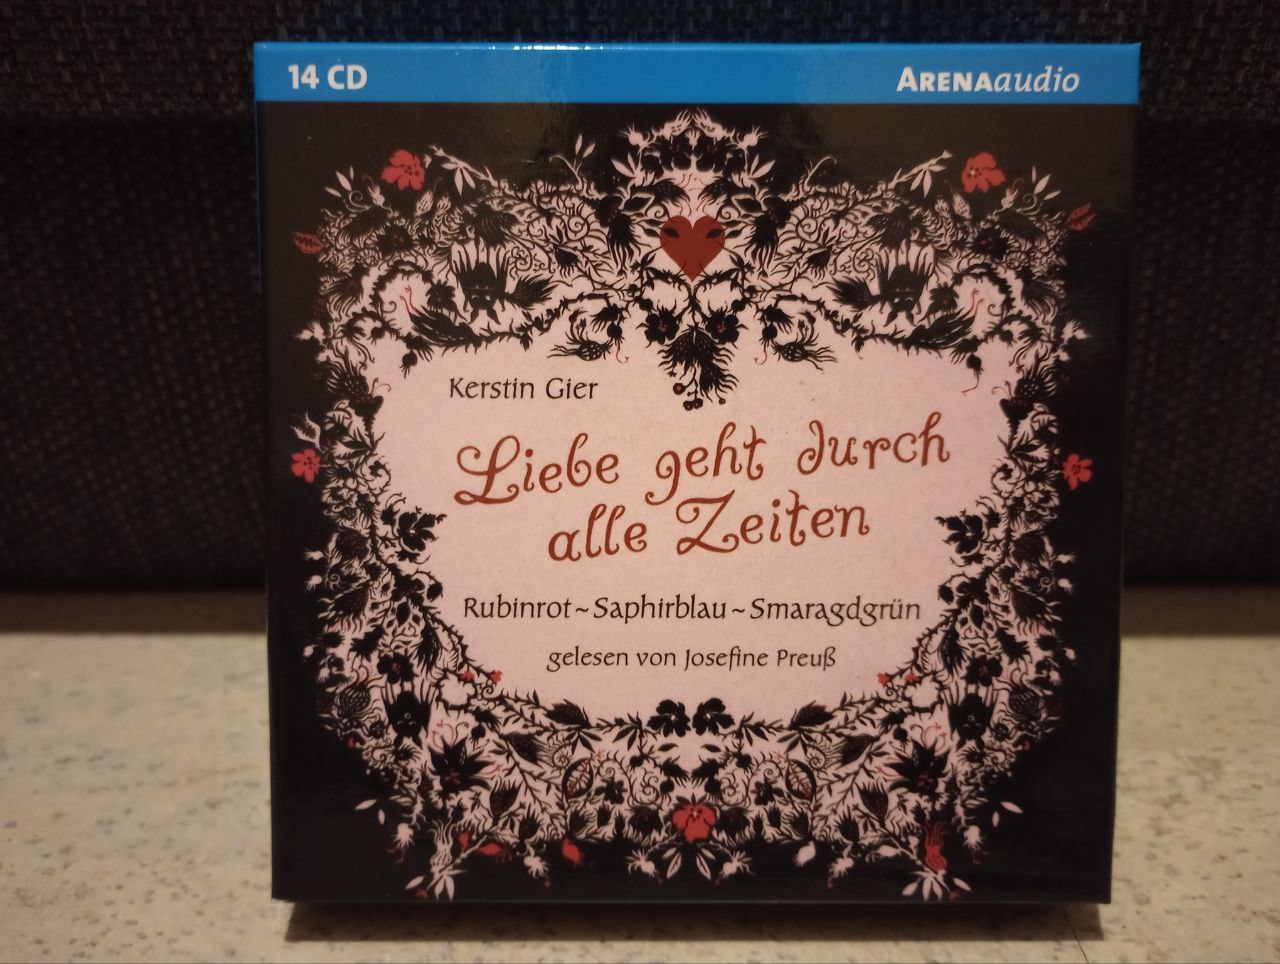 14 CD
ARENAaudio
Kerstin Gier
Liebe geht durch
alle Zeiten
Rubinrot~Saphirblau~Smaragdgrün
gelesen von Josefine Preuß